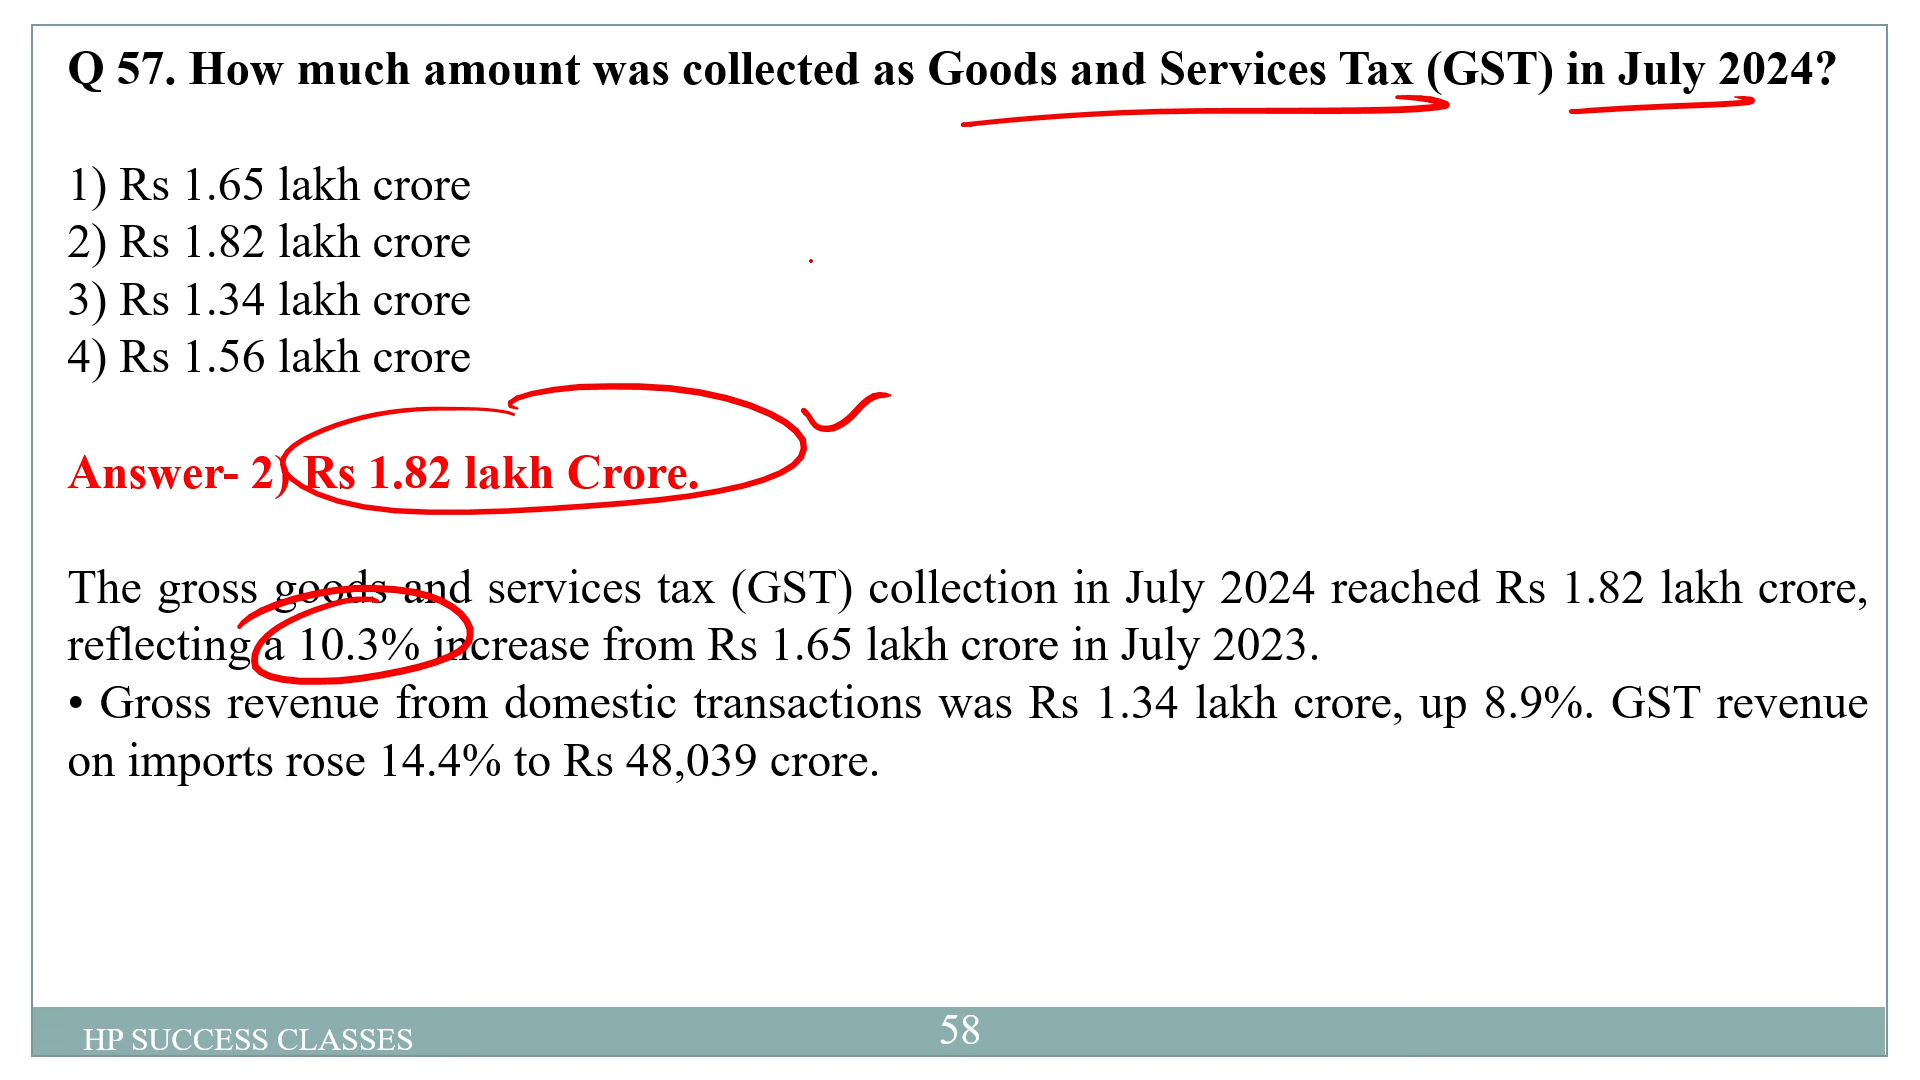 Q 57. How much amount was collected as Goods and Services Tax (GST) in July 2024?
1) Rs 1.65 lakh crore
2) Rs 1.82 lakh crore
3) Rs 1.34 lakh crore
4) Rs 1.56 lakh crore
Answer- 2) Rs 1.82 lakh Crore.
The gross goods and services tax (GST) collection in July 2024 reached Rs 1.82 lakh crore,
reflecting a 10.3% increase from Rs 1.65 lakh crore in July 2023.
• Gross revenue from domestic transactions was Rs 1.34 lakh crore, up 8.9%. GST revenue
on imports rose 14.4% to Rs 48,039 crore.
HP SUCCESS CLASSES
58